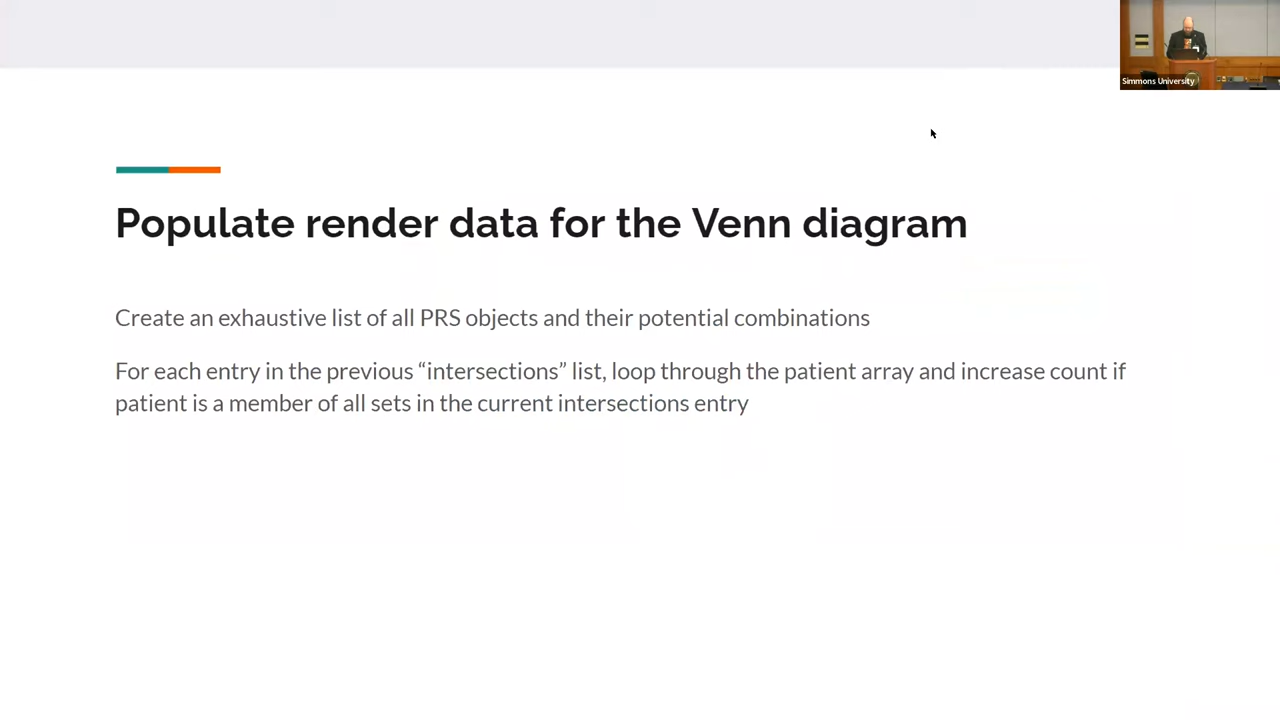 Simmons University
Populate render data for the Venn diagram
Create an exhaustive list of all PRS objects and their potential combinations
For each entry in the previous “intersections” list, loop through the patient array and increase count if
patient is a member of all sets in the current intersections entry